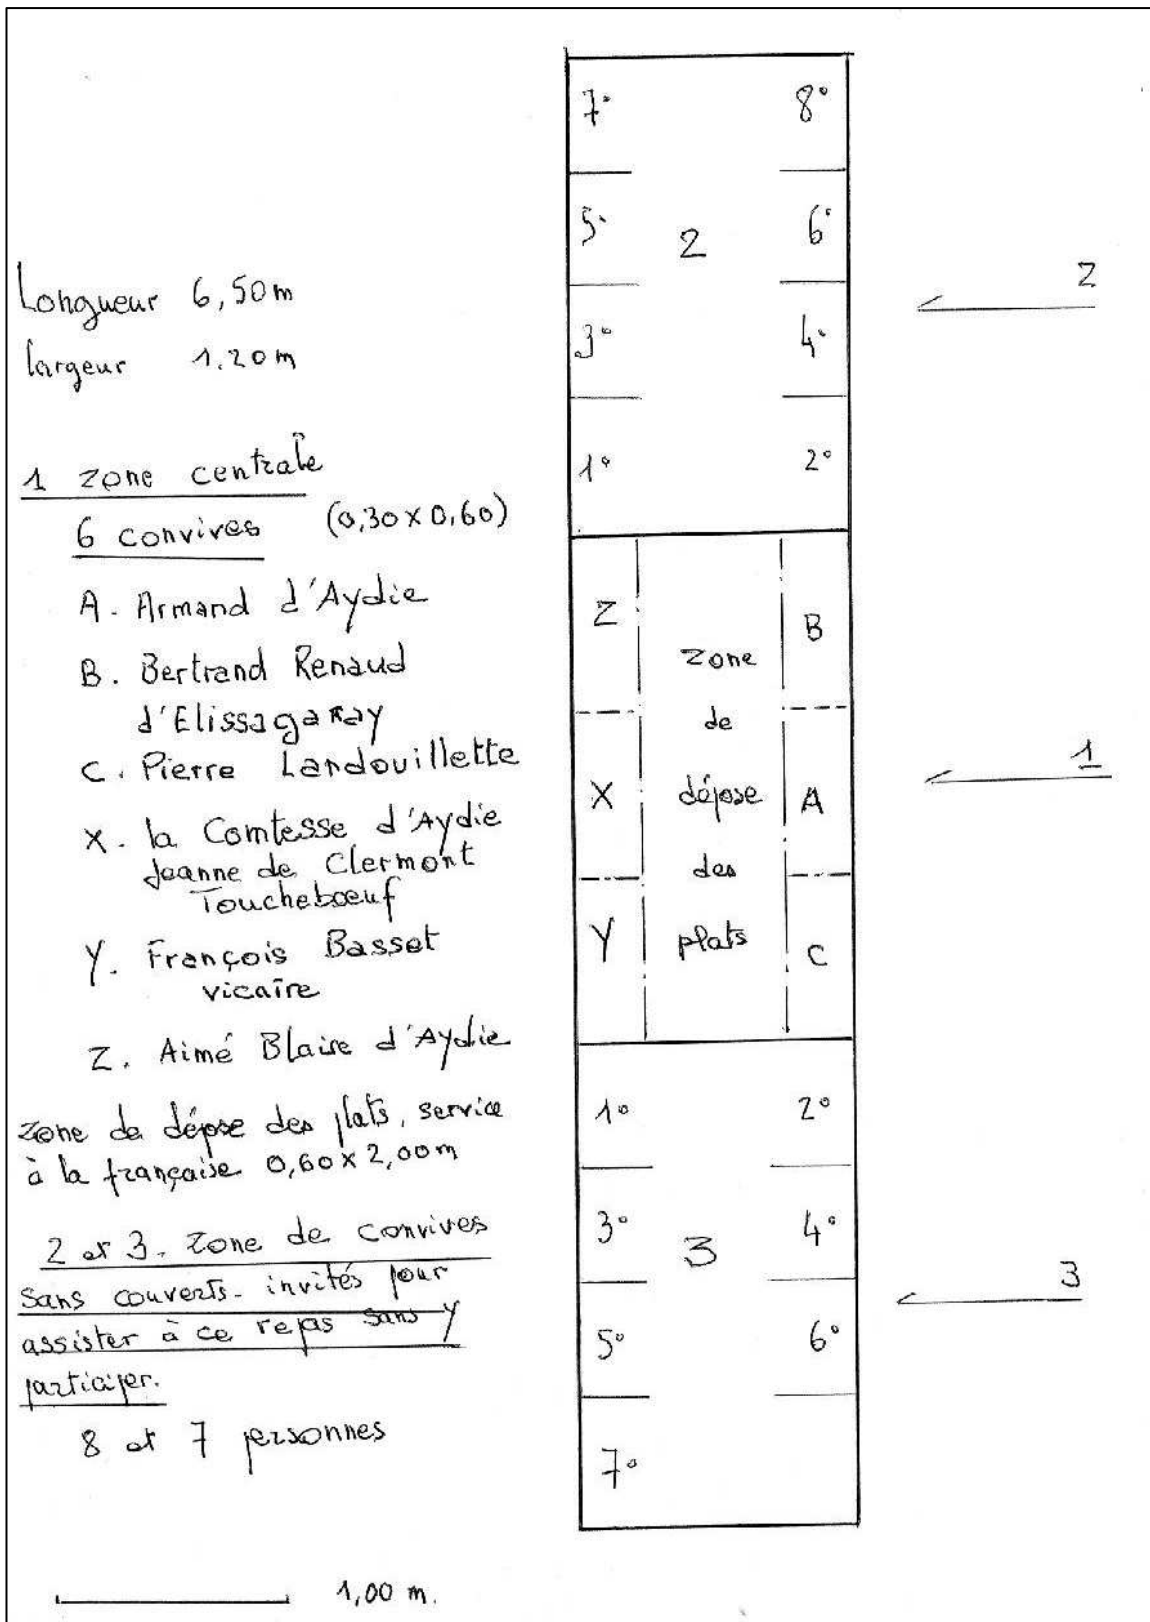 Longueur 6,50m
largeur 1.20m
1 zone centrale
6 convives (0,30 x 0,60)
A. Armand d'Aydie
B. Bertrand Renaud
d'Elissagaray
C. Pierre Landouillette
X. la Comtesse d'Aydie
Jeanne de Clermont
Toucheboeuf
Y. François Basset
vicaire
Z. Aimé Blaise d'Aydie
zone de dépose des plats, service
à la française 0,60 x 2,00m
2 et 3. zone de convives
sans couverts. invités pour
assister à ce repas sans y
participer.
8 et 7 personnes
1,00 m.
7° 8°
5° 6°
2
3° 4°
1° 2°
Z B
zone
de
X dépose A
des
Y plats C
1° 2°
3° 4°
3
5° 6°
7°
2
1
3